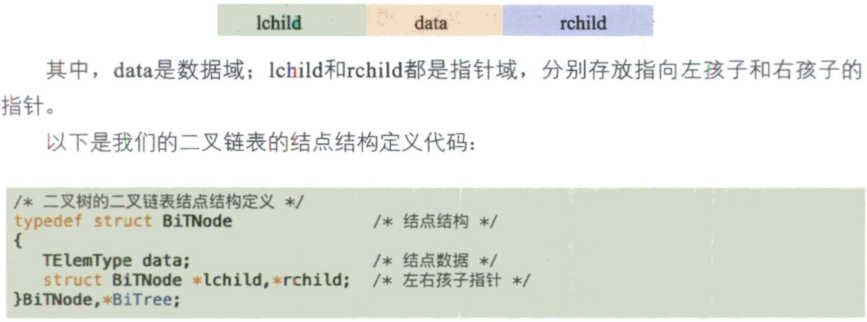 lchild data rchild
其中，data是数据域；lchild和rchild都是指针域，分别存放指向左孩子和右孩子的
指针。
以下是我们的二叉链表的结点结构定义代码：
/* 二叉树的二叉链表结点结构定义 */
typedef struct BiTNode /* 结点结构 */
{
TElemType data; /* 结点数据 */
struct BiTNode *lchild,*rchild; /* 左右孩子指针 */
}BiTNode,*BiTree;